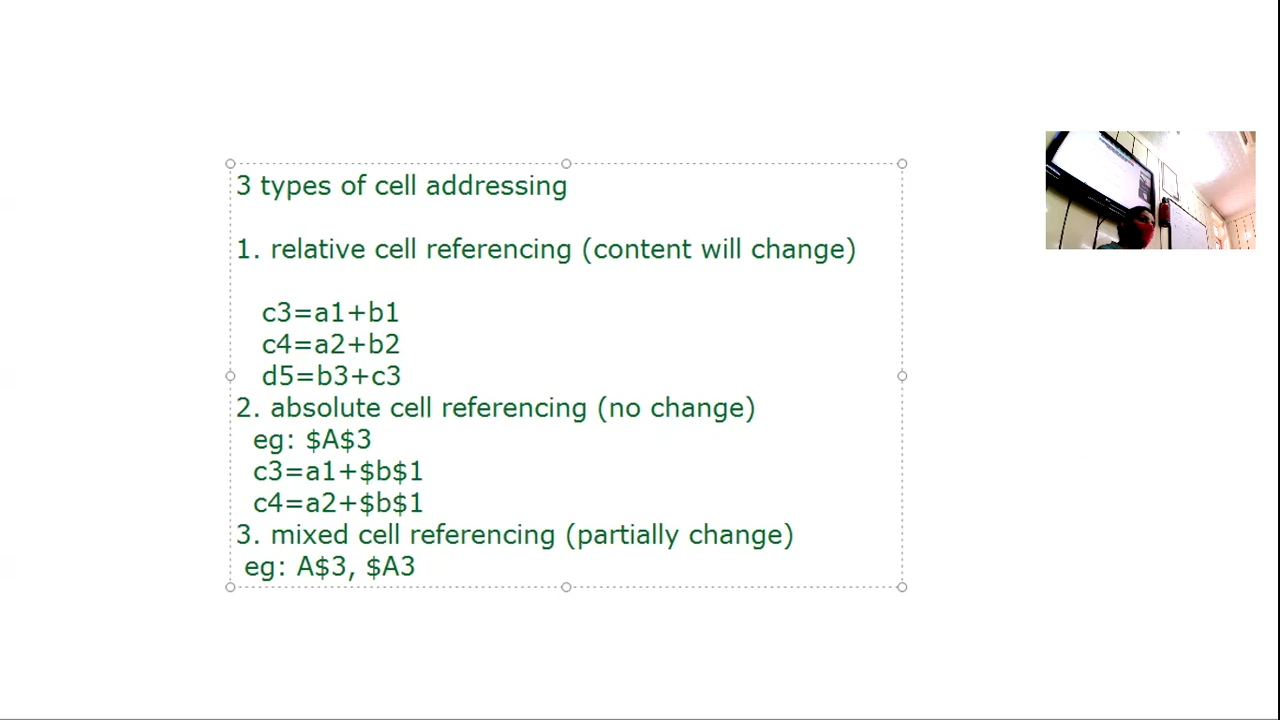 3 types of cell addressing
1. relative cell referencing (content will change)
c3=a1+b1
c4=a2+b2
d5=b3+c3
2. absolute cell referencing (no change)
eg: $A$3
c3=a1+$b$1
c4=a2+$b$1
3. mixed cell referencing (partially change)
eg: A$3, $A3